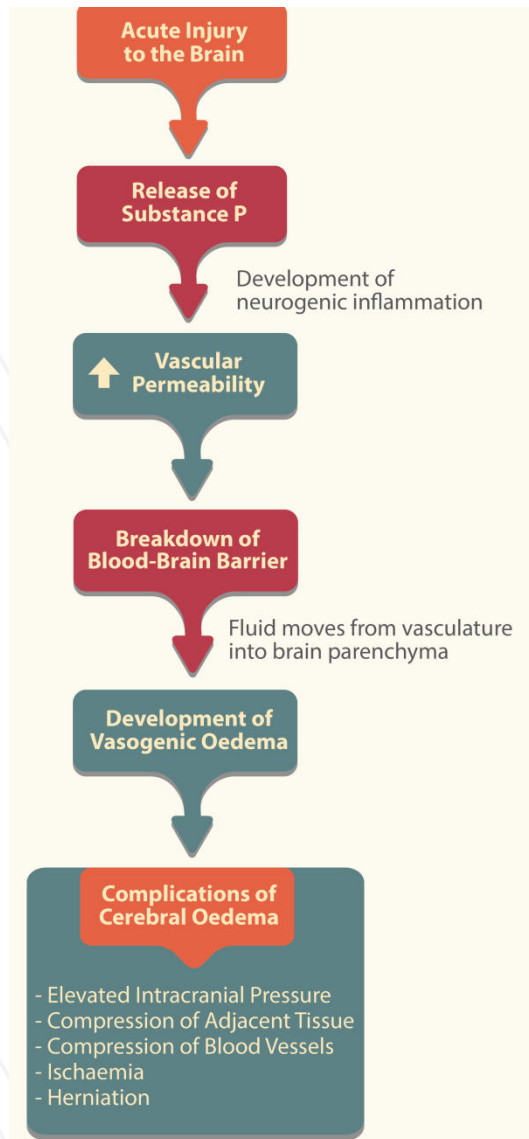 Acute Injury
to the Brain
Release of
Substance P
Development of
neurogenic inflammation
Vascular
Permeability
Breakdown of
Blood-Brain Barrier
Fluid moves from vasculature
into brain parenchyma
Development of
Vasogenic Oedema
Complications of
Cerebral Oedema
- Elevated Intracranial Pressure
- Compression of Adjacent Tissue
- Compression of Blood Vessels
- Ischaemia
- Herniation